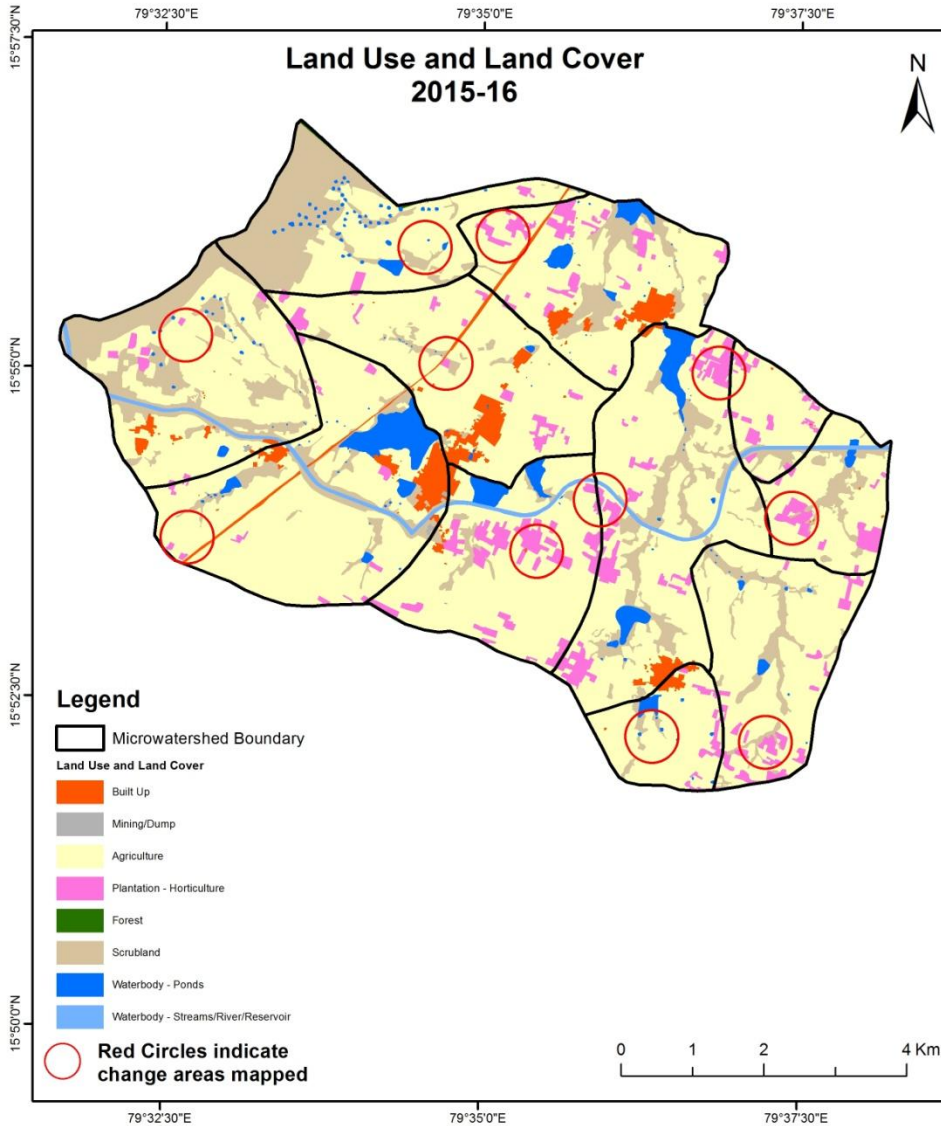 79°32'30"E 79°35'0"E 79°37'30"E
15°57'30"N
Land Use and Land Cover
2015-16
N
15°55'0"N
15°52'30"N
Legend
Microwatershed Boundary
Land Use and Land Cover
Built Up
Mining/Dump
Agriculture
Plantation - Horticulture
Forest
Scrubland
Waterbody - Ponds
Waterbody - Streams/River/Reservoir
15°50'0"N
Red Circles indicate
change areas mapped
0 1 2 4 Km
79°32'30"E 79°35'0"E 79°37'30"E